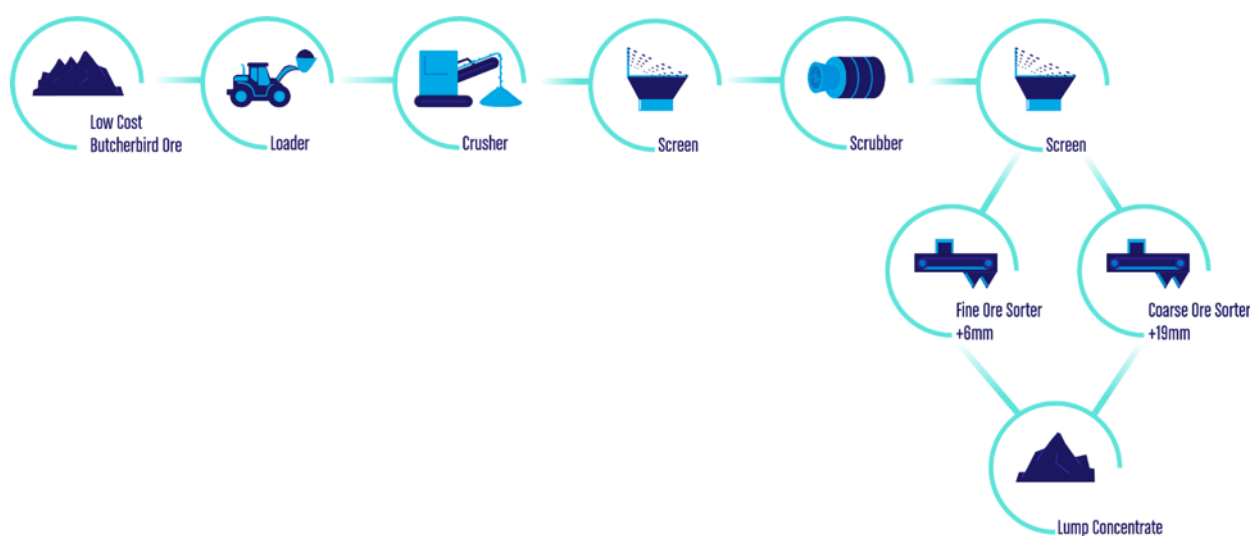 Low Cost
Butcherbird Ore
Loader
Crusher
Screen
Scrubber
Screen
Fine Ore Sorter
+6mm
Coarse Ore Sorter
+19mm
Lump Concentrate